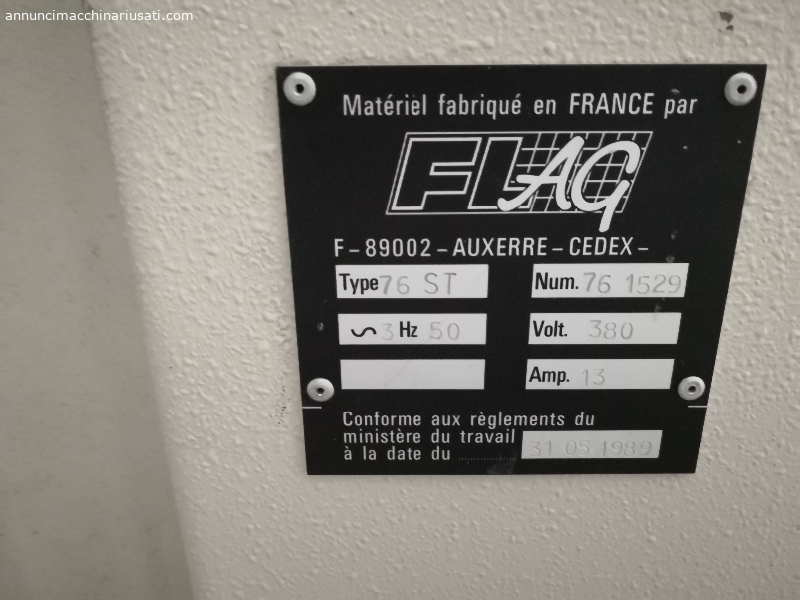 annuncimacchinariusati.com
Matériel fabriqué en FRANCE par
FLAG
F-89002-AUXERRE-CEDEX-
Type 76 ST Num. 76 1529
~ 3 Hz 50 Volt. 380
Amp. 13
Conforme aux règlements du
ministère du travail
à la date du ........... 31 05 1989